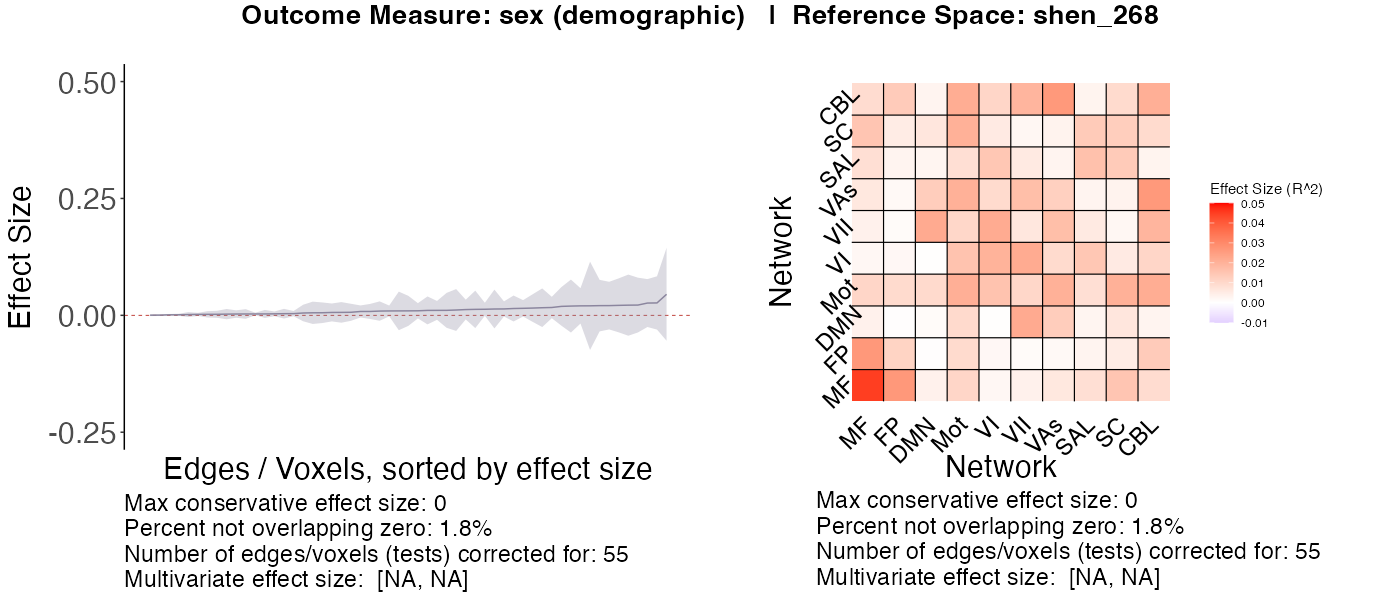 Outcome Measure: sex (demographic) | Reference Space: shen_268
0.50
0.25
0.00
-0.25
Effect Size
Edges / Voxels, sorted by effect size
Max conservative effect size: 0
Percent not overlapping zero: 1.8%
Number of edges/voxels (tests) corrected for: 55
Multivariate effect size:  [NA, NA]
Network
CBL
SC
SAL
VAs
VII
VI
Mot
DMN
FP
MF
MF FP DMN Mot VI VII VAs SAL SC CBL
Network
Effect Size (R^2)
0.05
0.04
0.03
0.02
0.01
0.00
-0.01
Max conservative effect size: 0
Percent not overlapping zero: 1.8%
Number of edges/voxels (tests) corrected for: 55
Multivariate effect size:  [NA, NA]